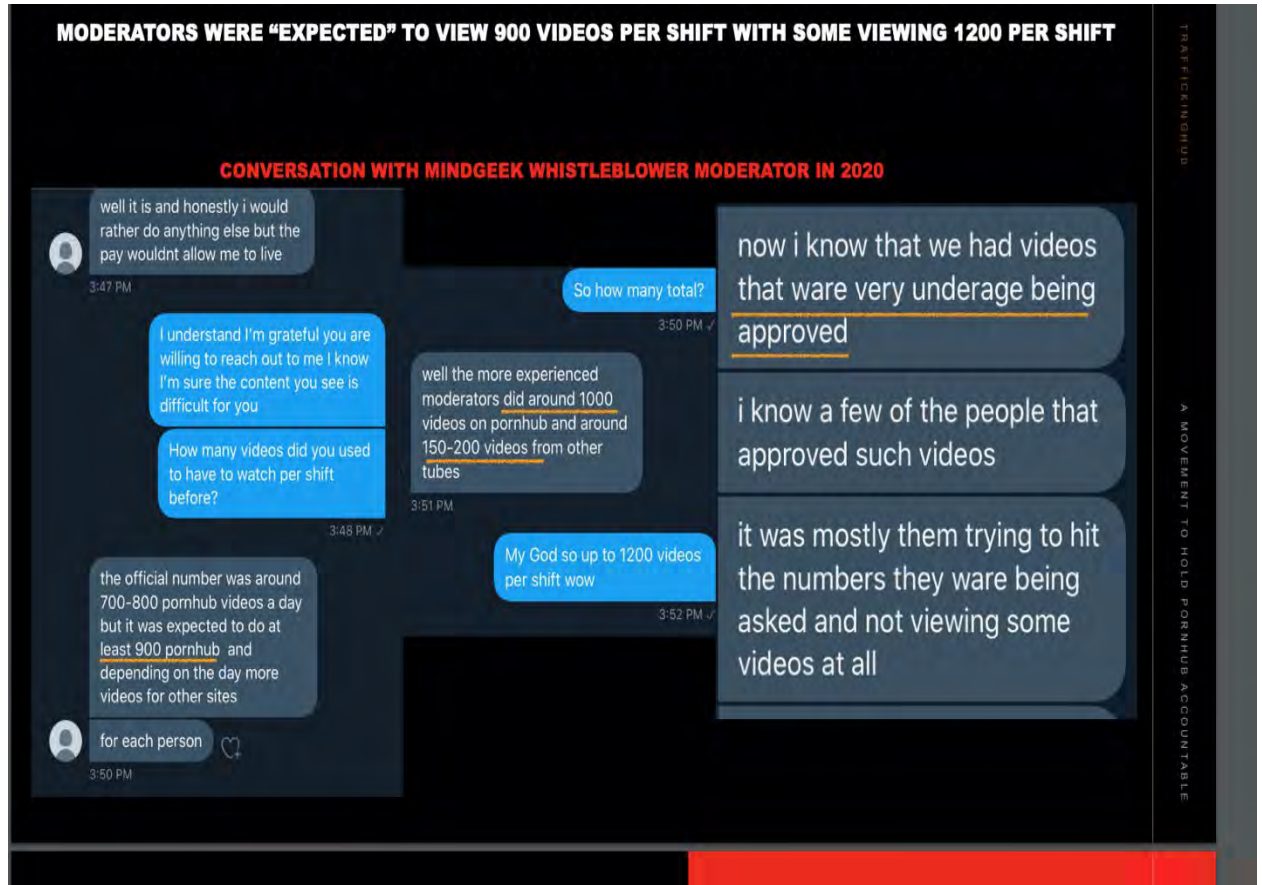 MODERATORS WERE “EXPECTED” TO VIEW 900 VIDEOS PER SHIFT WITH SOME VIEWING 1200 PER SHIFT
CONVERSATION WITH MINDGEEK WHISTLEBLOWER MODERATOR IN 2020
well it is and honestly i would
rather do anything else but the
pay wouldnt allow me to live
3:47 PM
I understand I'm grateful you are
willing to reach out to me I know
I'm sure the content you see is
difficult for you
How many videos did you used
to have to watch per shift
before?
3:48 PM ✓
the official number was around
700-800 pornhub videos a day
but it was expected to do at
least 900 pornhub and
depending on the day more
videos for other sites
for each person
3:50 PM
So how many total?
3:50 PM ✓
well the more experienced
moderators did around 1000
videos on pornhub and around
150-200 videos from other
tubes
3:51 PM
My God so up to 1200 videos
per shift wow
3:52 PM ✓
now i know that we had videos
that ware very underage being
approved
i know a few of the people that
approved such videos
it was mostly them trying to hit
the numbers they ware being
asked and not viewing some
videos at all
TRAFFICKINGHUB
A MOVEMENT TO HOLD PORNHUB ACCOUNTABLE